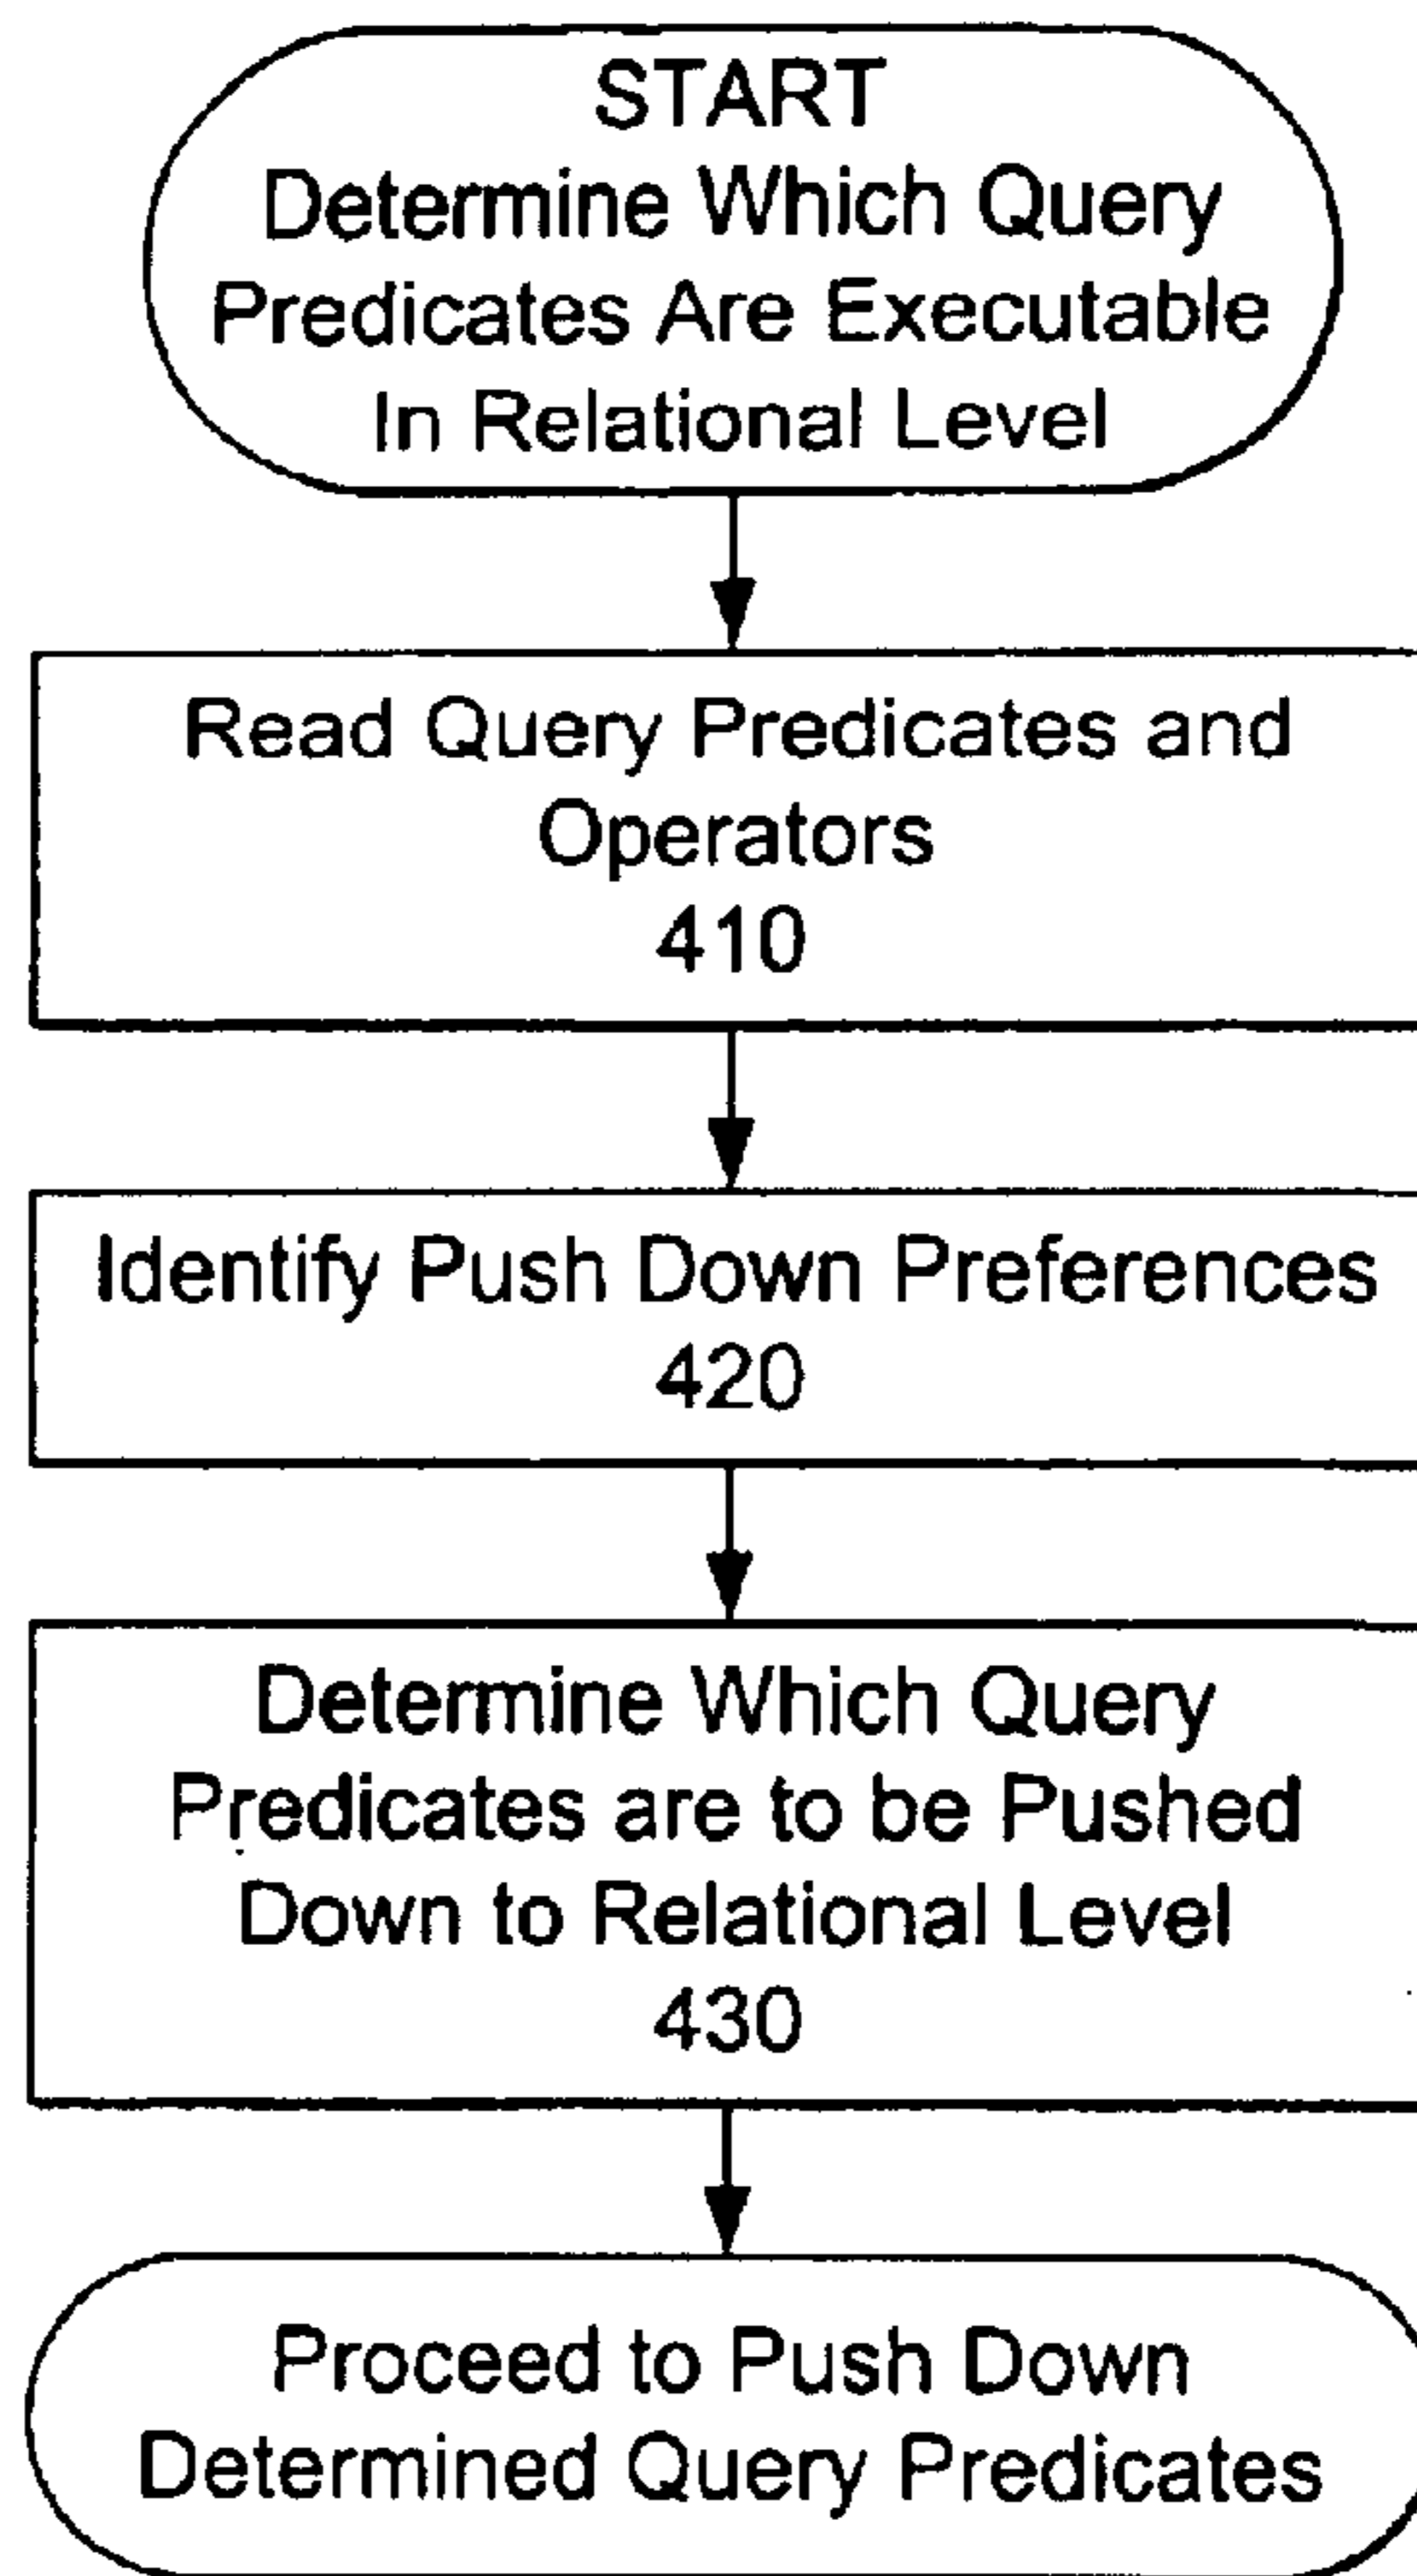 START
Determine Which Query
Predicates Are Executable
In Relational Level
Read Query Predicates and
Operators
410
Identify Push Down Preferences
420
Determine Which Query
Predicates are to be Pushed
Down to Relational Level
430
Proceed to Push Down
Determined Query Predicates